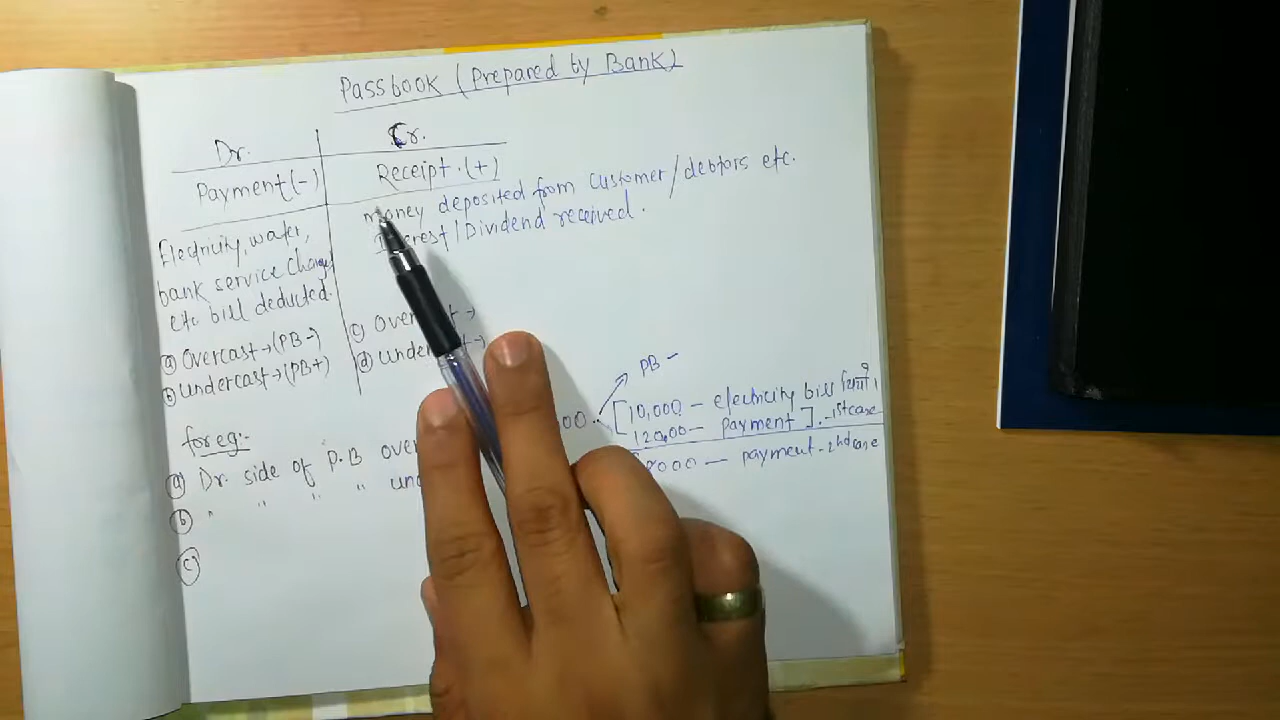 Passbook (Prepared by Bank)
Dr. Cr.
Payment (-) Receipt. (+)
Electricity, water, money deposited from customer/debtors etc.
bank service charges Interest / Dividend received.
etc bill deducted.
(a) Overcast → (PB-) (c) Over →
(b) Undercast → (PB+) (d) Under →
PB -
[10,000 - electricity bill
12,000 - payment]. - 1st case
000 - payment - 2nd case
for eg:-
(a) Dr. side of P.B over
(b) " " " "
(c)